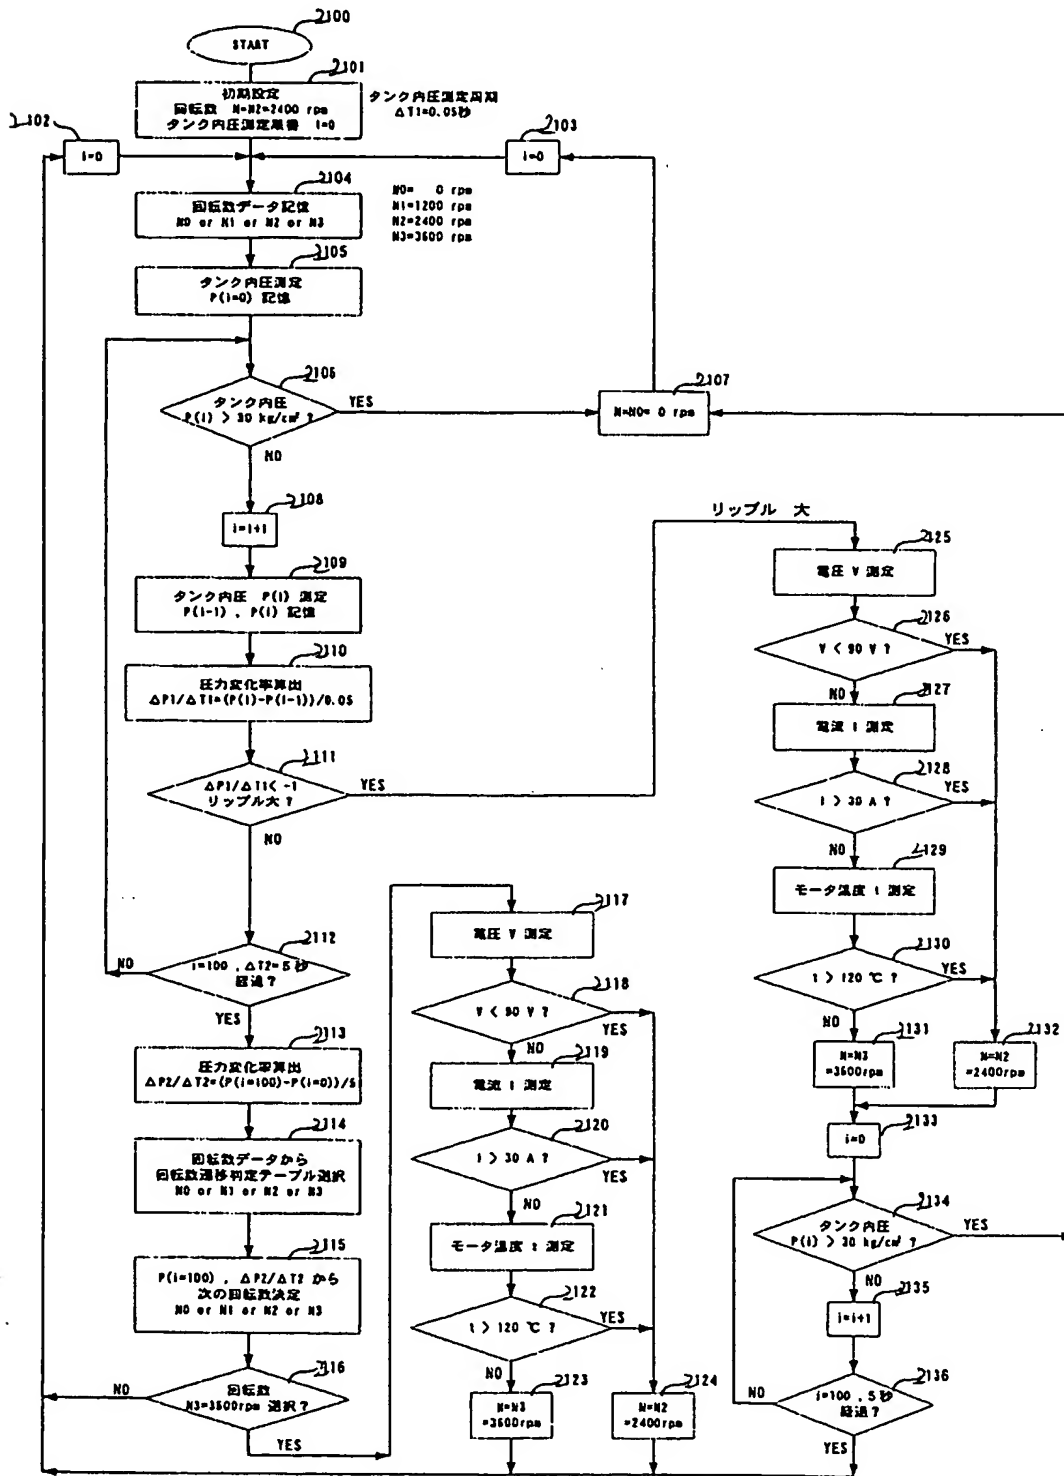 2100
START
2101
初期設定
回転数 N=N2=2400 rpm
タンク内圧測定順番 i=0
タンク内圧測定周期
ΔT1=0.05秒
2102
i=0
2103
i=0
2104
回転数データ記憶
N0 or N1 or N2 or N3
N0= 0 rpm
N1=1200 rpm
N2=2400 rpm
N3=3600 rpm
2105
タンク内圧測定
P(i=0) 記憶
2106
タンク内圧
P(i) > 30 kg/cm² ?
YES
NO
2107
N=N0= 0 rpm
2108
i=i+1
2109
タンク内圧 P(i) 測定
P(i-1) , P(i) 記憶
2110
圧力変化率算出
ΔP1/ΔT1=(P(i)-P(i-1))/0.05
2111
ΔP1/ΔT1< -1
リップル大 ?
YES
NO
リップル 大
2112
i=100 , ΔT2=5 秒
経過 ?
NO
YES
2113
圧力変化率算出
ΔP2/ΔT2=(P(i=100)-P(i=0))/5
2114
回転数データから
回転数遷移判定テーブル選択
N0 or N1 or N2 or N3
2115
P(i=100) , ΔP2/ΔT2 から
次の回転数決定
N0 or N1 or N2 or N3
2116
回転数
N3=3600rpm 選択 ?
NO
YES
2117
電圧 V 測定
2118
V < 90 V ?
YES
NO
2119
電流 I 測定
2120
I > 30 A ?
YES
NO
2121
モータ温度 t 測定
2122
t > 120 ℃ ?
YES
NO
2123
N=N3
=3600rpm
2124
N=N2
=2400rpm
2125
電圧 V 測定
2126
V < 90 V ?
YES
NO
2127
電流 I 測定
2128
I > 30 A ?
YES
NO
2129
モータ温度 t 測定
2130
t > 120 ℃ ?
YES
NO
2131
N=N3
=3600rpm
2132
N=N2
=2400rpm
2133
i=0
2134
タンク内圧
P(i) > 30 kg/cm² ?
YES
NO
2135
i=i+1
2136
i=100 , 5 秒
経過 ?
NO
YES